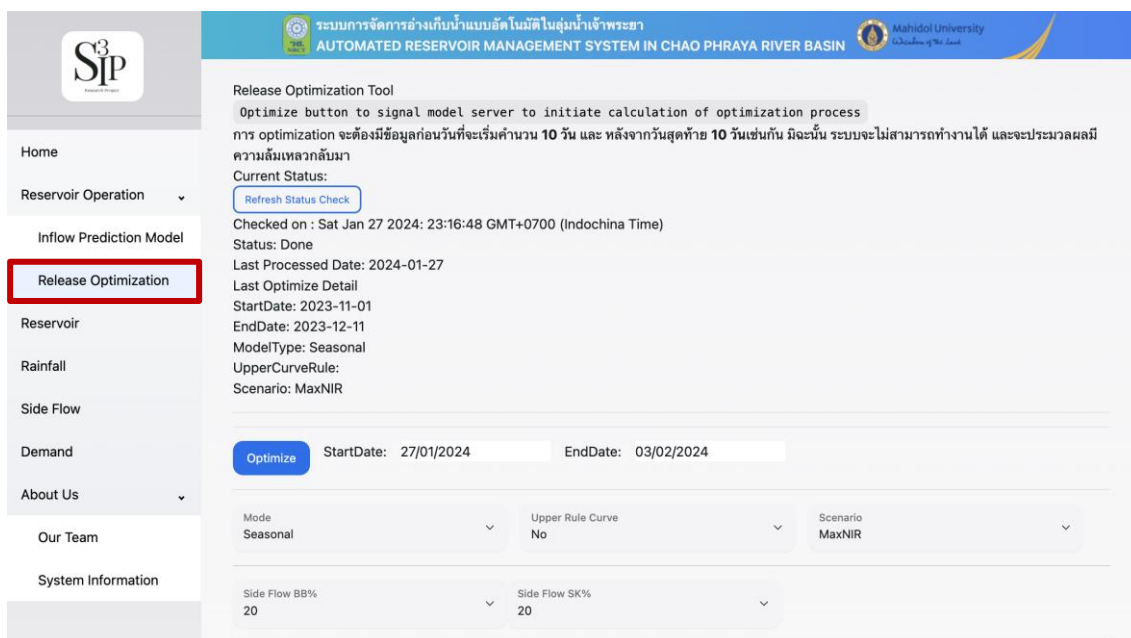 S³IP
Research Project
ระบบการจัดการอ่างเก็บน้ำแบบอัตโนมัติในลุ่มน้ำเจ้าพระยา
AUTOMATED RESERVOIR MANAGEMENT SYSTEM IN CHAO PHRAYA RIVER BASIN
วช.
NRCT
Mahidol University
Wisdom of the Land
Home
Reservoir Operation
Inflow Prediction Model
Release Optimization
Reservoir
Rainfall
Side Flow
Demand
About Us
Our Team
System Information
Release Optimization Tool
Optimize button to signal model server to initiate calculation of optimization process
การ optimization จะต้องมีข้อมูลก่อนวันที่จะเริ่มคำนวน 10 วัน และ หลังจากวันสุดท้าย 10 วันเช่นกัน มิฉะนั้น ระบบจะไม่สามารถทำงานได้ และจะประมวลผลมี
ความล้มเหลวกลับมา
Current Status:
Refresh Status Check
Checked on : Sat Jan 27 2024: 23:16:48 GMT+0700 (Indochina Time)
Status: Done
Last Processed Date: 2024-01-27
Last Optimize Detail
StartDate: 2023-11-01
EndDate: 2023-12-11
ModelType: Seasonal
UpperCurveRule:
Scenario: MaxNIR
Optimize StartDate: 27/01/2024 EndDate: 03/02/2024
Mode Upper Rule Curve Scenario
Seasonal No MaxNIR
Side Flow BB% Side Flow SK%
20 20